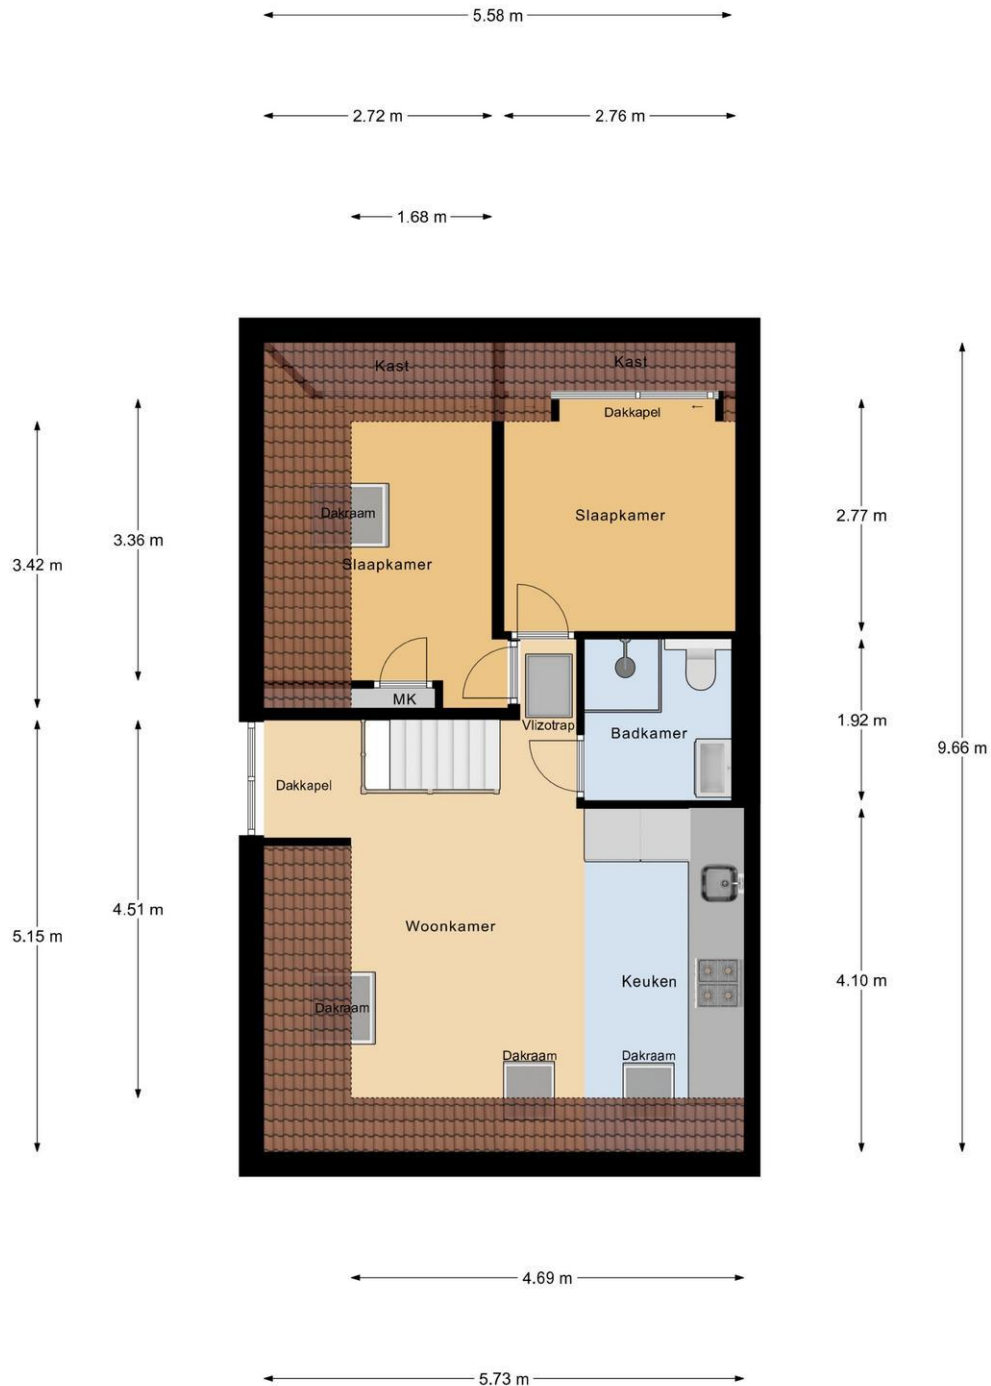 5.58 m
2.72 m
2.76 m
1.68 m
Kast
Kast
Dakkapel
Dakraam
Slaapkamer
2.77 m
3.36 m
3.42 m
Slaapkamer
MK
Vlizotrap
1.92 m
Badkamer
9.66 m
Dakkapel
4.51 m
Woonkamer
5.15 m
Keuken
4.10 m
Dakraam
Dakraam
Dakraam
4.69 m
5.73 m